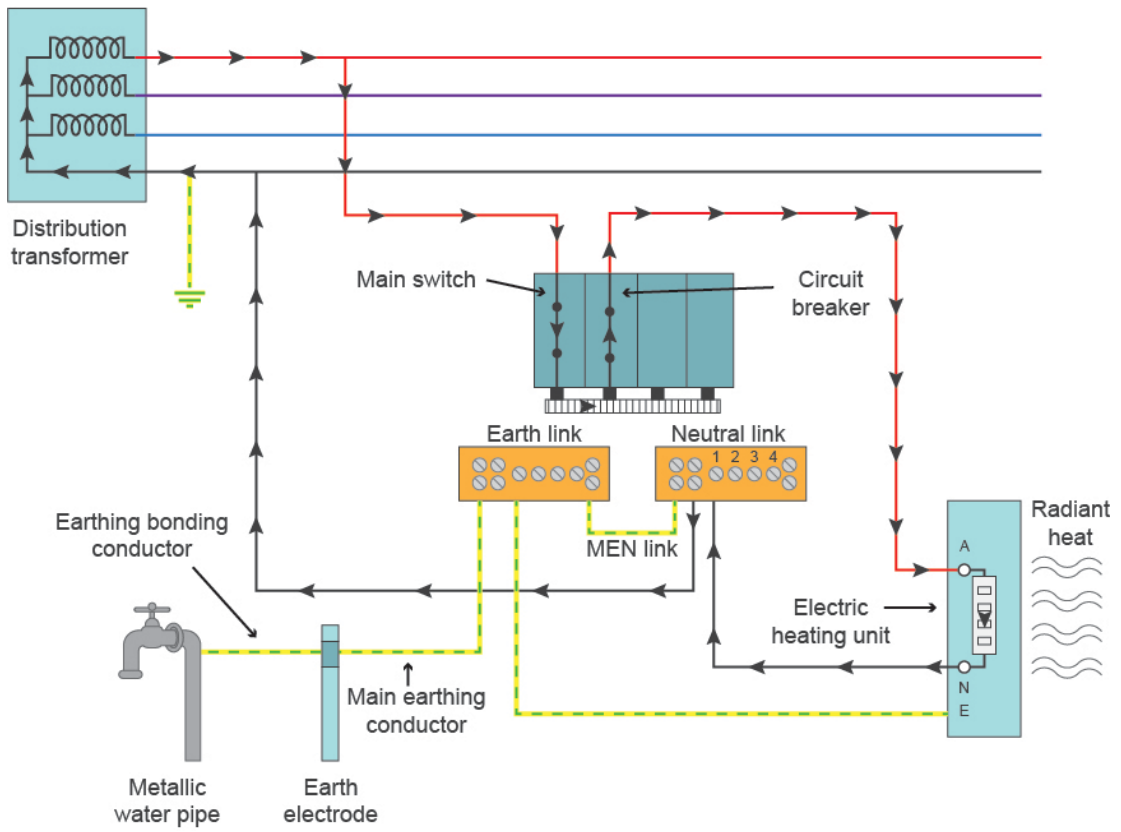 Distribution
transformer
Main switch
Circuit
breaker
Earth link
Neutral link
1 2 3 4
MEN link
Earthing bonding
conductor
Radiant
heat
A
Electric
heating unit
N
E
Main earthing
conductor
Metallic
water pipe
Earth
electrode